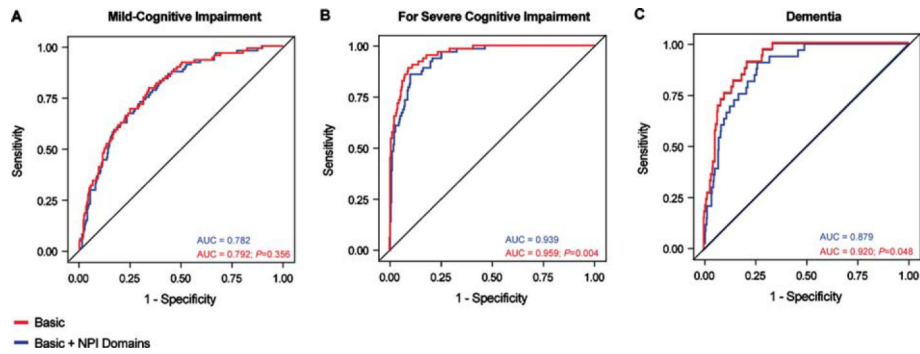 A
Mild-Cognitive Impairment
1.00
0.75
0.50
0.25
0.00
Sensitivity
0.00 0.25 0.50 0.75 1.00
1 - Specificity
AUC = 0.782
AUC = 0.792; P=0.356
B
For Severe Cognitive Impairment
1.00
0.75
0.50
0.25
0.00
Sensitivity
0.00 0.25 0.50 0.75 1.00
1 - Specificity
AUC = 0.939
AUC = 0.959; P=0.004
C
Dementia
1.00
0.75
0.50
0.25
0.00
Sensitivity
0.00 0.25 0.50 0.75 1.00
1 - Specificity
AUC = 0.879
AUC = 0.920; P=0.048
Basic
Basic + NPI Domains